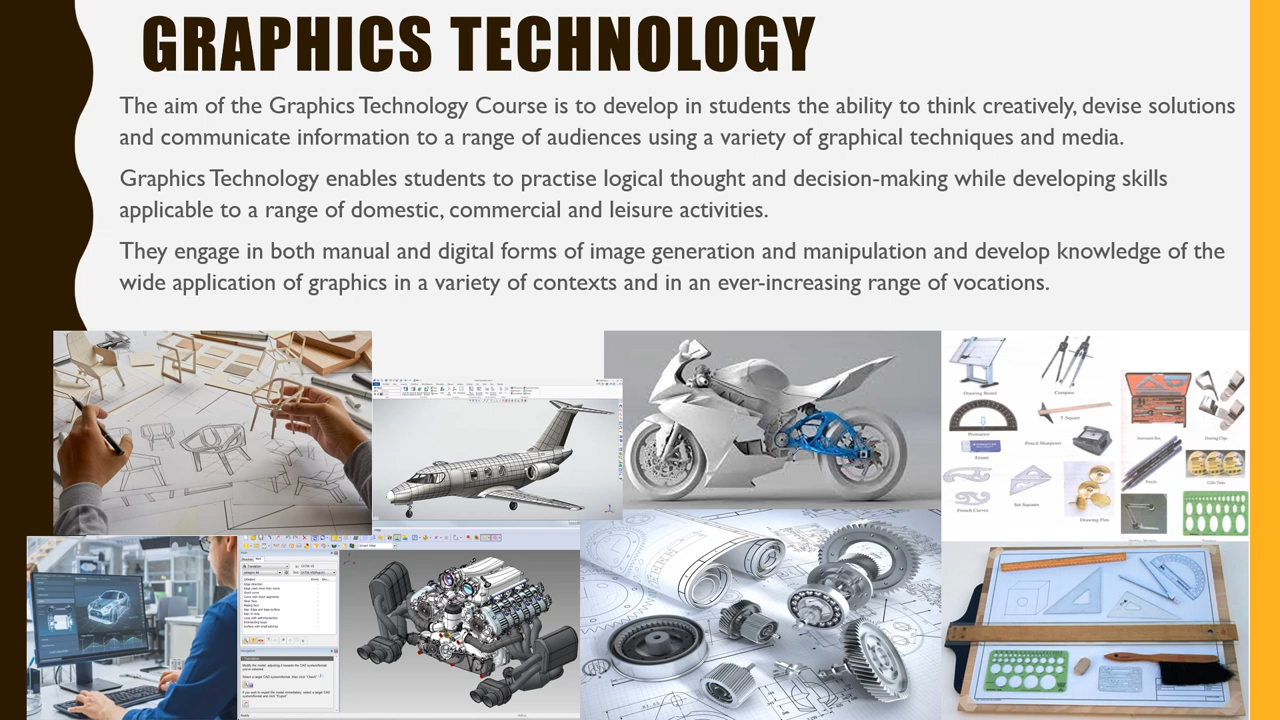 GRAPHICS TECHNOLOGY
The aim of the Graphics Technology Course is to develop in students the ability to think creatively, devise solutions
and communicate information to a range of audiences using a variety of graphical techniques and media.
Graphics Technology enables students to practise logical thought and decision-making while developing skills
applicable to a range of domestic, commercial and leisure activities.
They engage in both manual and digital forms of image generation and manipulation and develop knowledge of the
wide application of graphics in a variety of contexts and in an ever-increasing range of vocations.
Drawing Board
Compass
T-Square
Protractor
Pencil Sharpener
Eraser
French Curves
Set Squares
Drawing Pins
Instrument Box
Drawing Clips
Pencils